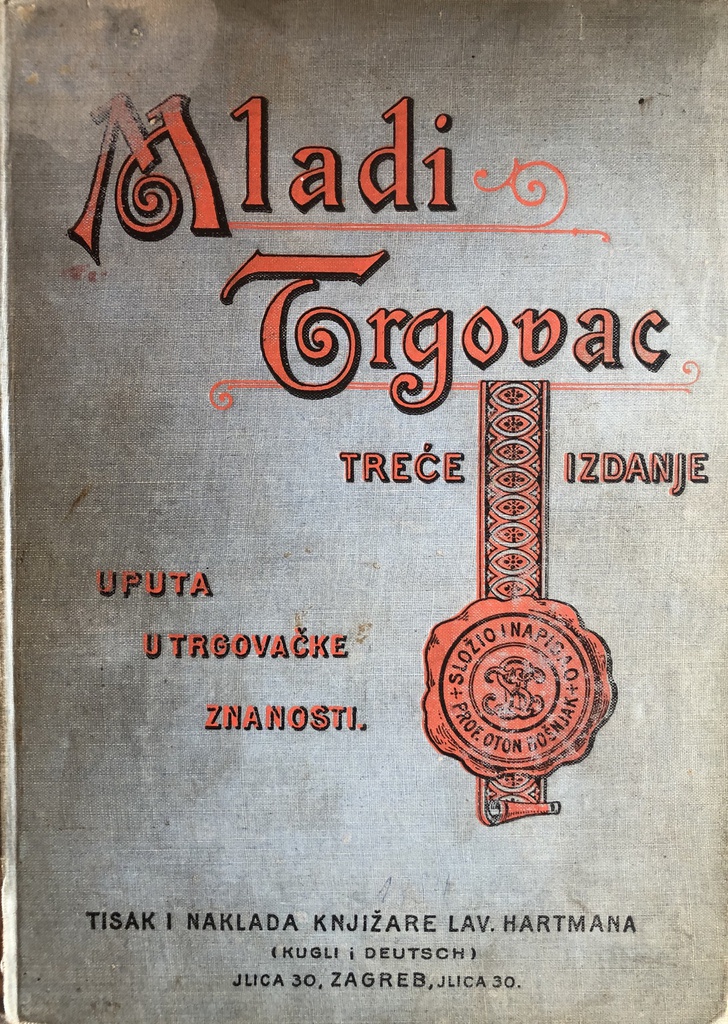 Mladi
Trgovac
TREĆE IZDANJE
UPUTA
U TRGOVAČKE
ZNANOSTI.
+ SLOŽIO I NAPISAO +
PROF. OTON BOŠNJAK
TISAK I NAKLADA KNJIŽARE LAV. HARTMANA
(KUGLI i DEUTSCH)
JLICA 30, ZAGREB, JLICA 30.